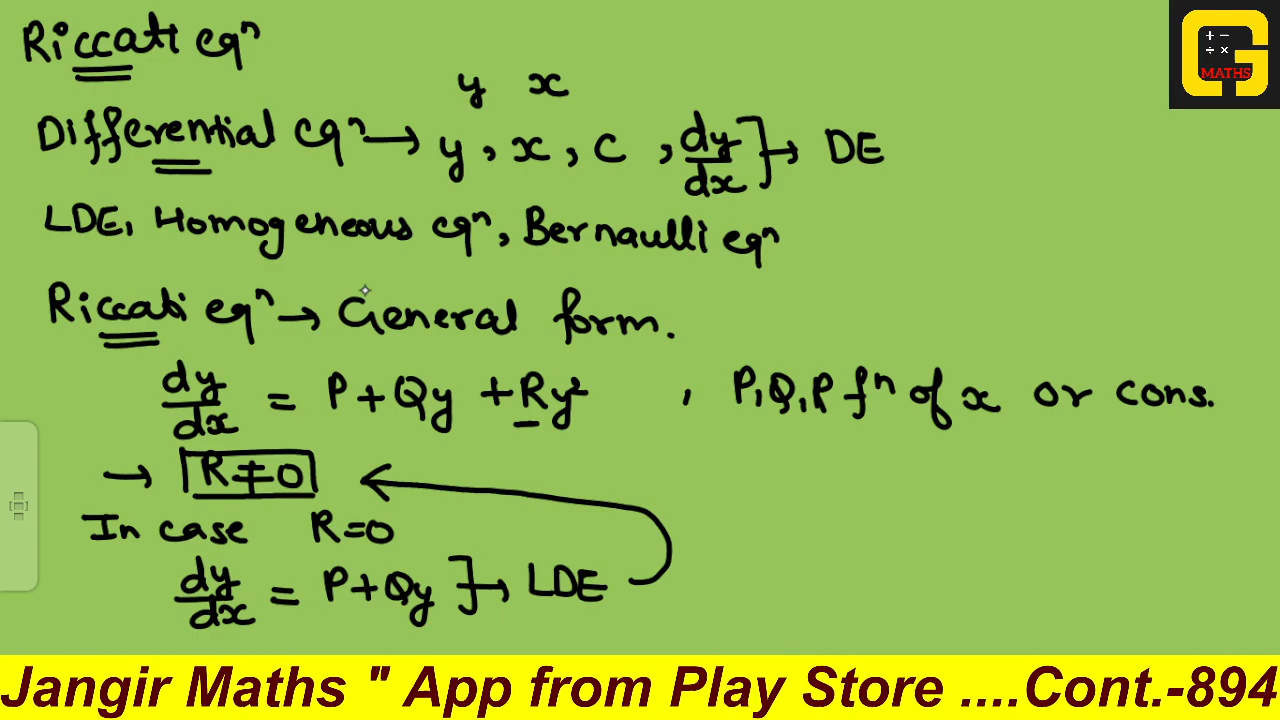 Riccati eqⁿ
+ −
÷ ×
MATHS
y x
Differential eqⁿ → y, x, C, dy/dx ] → DE
LDE, Homogeneous eqⁿ, Bernaulli eqⁿ
Riccati eqⁿ → General form.
dy/dx = P + Qy + Ry² , P, Q, P fⁿ of x or cons.
→ R ≠ 0
In case R=0
dy/dx = P + Qy ] → LDE
Jangir Maths " App from Play Store ....Cont.-894